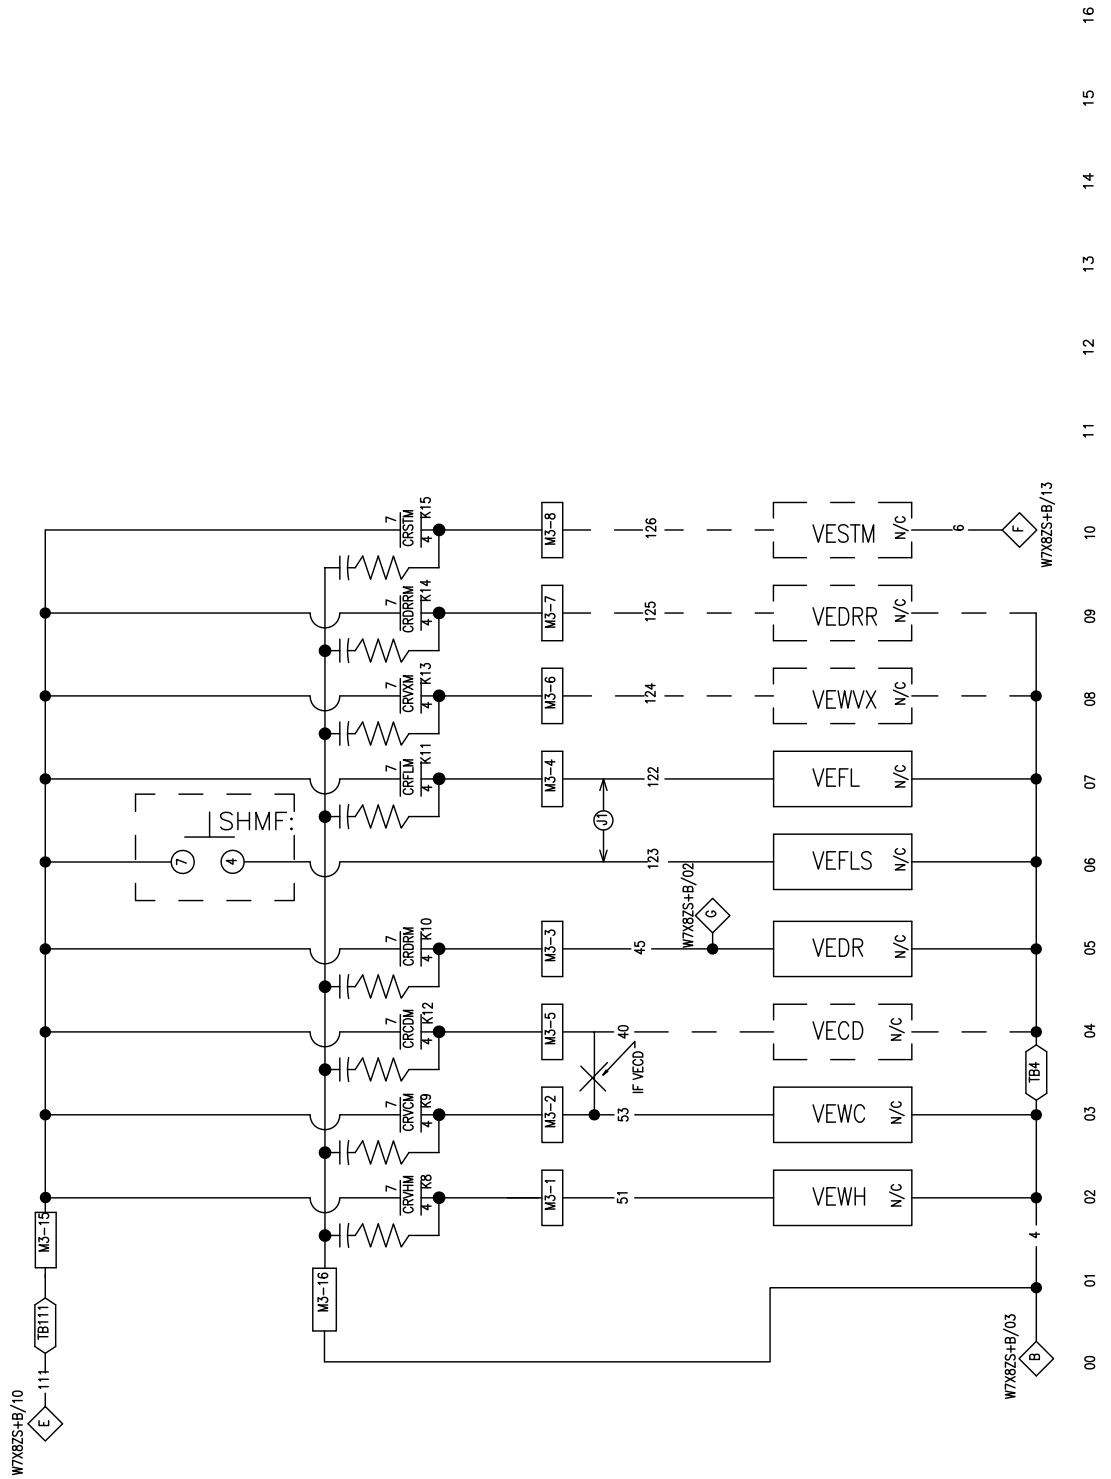 16
15
14
13
12
11
10
09
08
07
06
05
04
03
02
01
00
W7X8ZS+B/10
E
111
TB111
M3-15
SHMF:
7
4
M3-16
7
CRSTM
4
K15
M3-8
126
VESTM
N/C
6
F
W7X8ZS+B/13
7
CRDRRM
4
K14
M3-7
125
VEDRR
N/C
7
CRVXM
4
K13
M3-6
124
VEWVX
N/C
7
CRFLM
4
K11
M3-4
122
VEFL
N/C
J1
123
VEFLS
N/C
7
CRDRM
4
K10
M3-3
45
W7X8ZS+B/02
G
VEDR
N/C
7
CRCDM
4
K12
M3-5
40
IF VECD
VECD
N/C
TB4
7
CRVCM
4
K9
M3-2
53
VEWC
N/C
7
CRVHM
4
K8
M3-1
51
VEWH
N/C
4
W7X8ZS+B/03
B